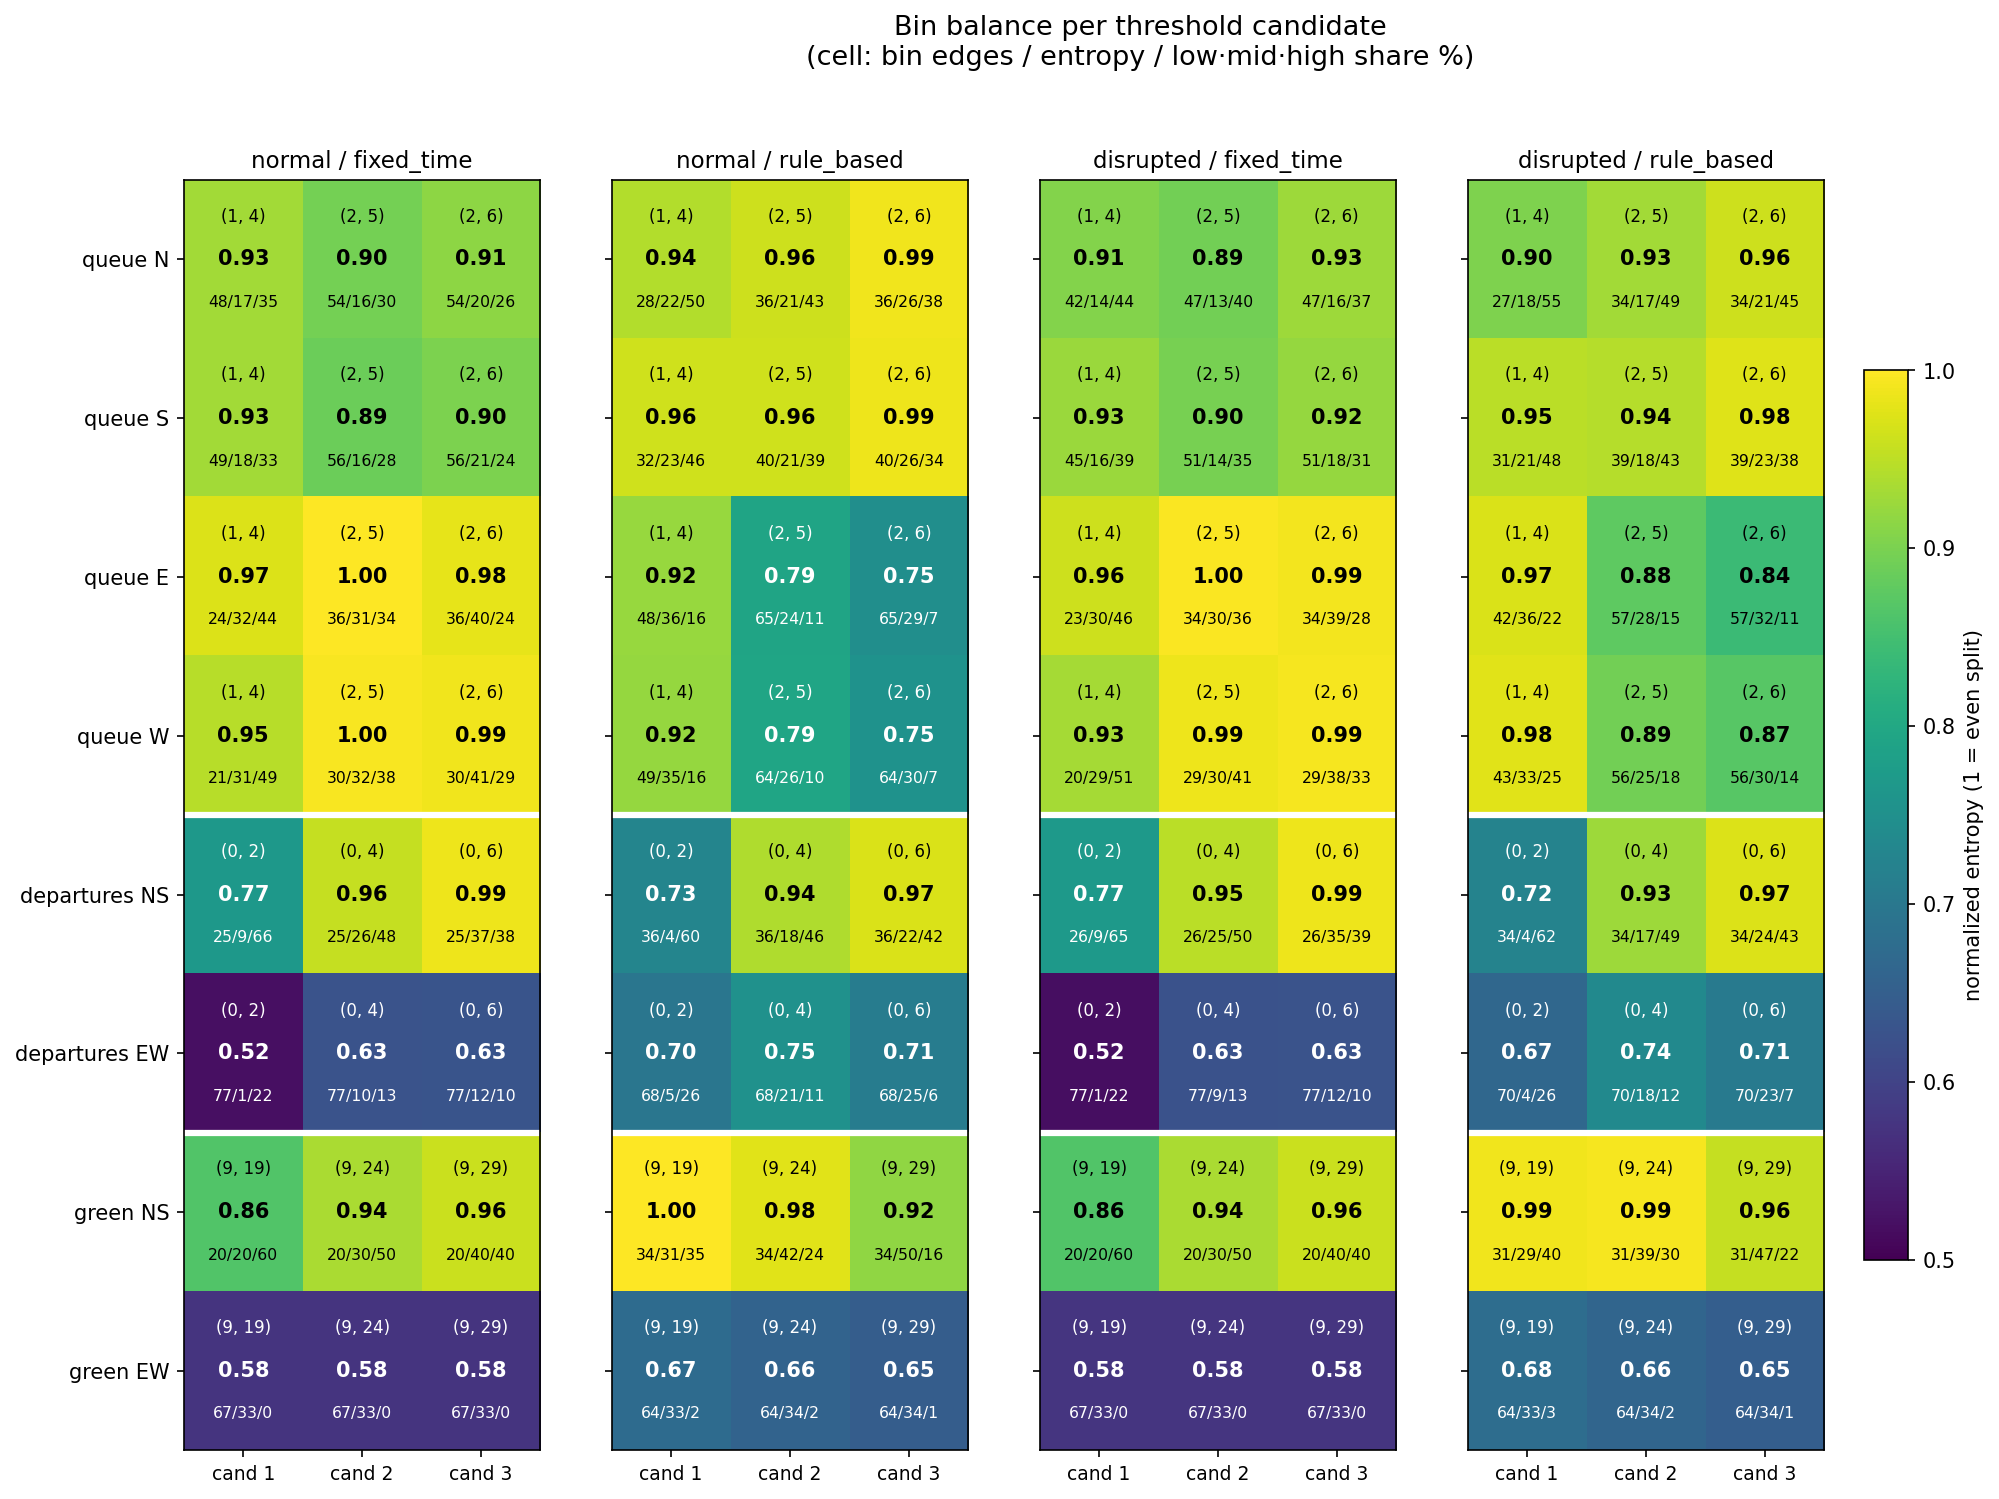 Bin balance per threshold candidate
(cell: bin edges / entropy / low·mid·high share %)
normal / fixed_time
normal / rule_based
disrupted / fixed_time
disrupted / rule_based
(1, 4) (2, 5) (2, 6) (1, 4) (2, 5) (2, 6) (1, 4) (2, 5) (2, 6) (1, 4) (2, 5) (2, 6)
queue N 0.93 0.90 0.91 0.94 0.96 0.99 0.91 0.89 0.93 0.90 0.93 0.96
48/17/35 54/16/30 54/20/26 28/22/50 36/21/43 36/26/38 42/14/44 47/13/40 47/16/37 27/18/55 34/17/49 34/21/45
(1, 4) (2, 5) (2, 6) (1, 4) (2, 5) (2, 6) (1, 4) (2, 5) (2, 6) (1, 4) (2, 5) (2, 6)
queue S 0.93 0.89 0.90 0.96 0.96 0.99 0.93 0.90 0.92 0.95 0.94 0.98
49/18/33 56/16/28 56/21/24 32/23/46 40/21/39 40/26/34 45/16/39 51/14/35 51/18/31 31/21/48 39/18/43 39/23/38
(1, 4) (2, 5) (2, 6) (1, 4) (2, 5) (2, 6) (1, 4) (2, 5) (2, 6) (1, 4) (2, 5) (2, 6)
queue E 0.97 1.00 0.98 0.92 0.79 0.75 0.96 1.00 0.99 0.97 0.88 0.84
24/32/44 36/31/34 36/40/24 48/36/16 65/24/11 65/29/7 23/30/46 34/30/36 34/39/28 42/36/22 57/28/15 57/32/11
(1, 4) (2, 5) (2, 6) (1, 4) (2, 5) (2, 6) (1, 4) (2, 5) (2, 6) (1, 4) (2, 5) (2, 6)
queue W 0.95 1.00 0.99 0.92 0.79 0.75 0.93 0.99 0.99 0.98 0.89 0.87
21/31/49 30/32/38 30/41/29 49/35/16 64/26/10 64/30/7 20/29/51 29/30/41 29/38/33 43/33/25 56/25/18 56/30/14
(0, 2) (0, 4) (0, 6) (0, 2) (0, 4) (0, 6) (0, 2) (0, 4) (0, 6) (0, 2) (0, 4) (0, 6)
departures NS 0.77 0.96 0.99 0.73 0.94 0.97 0.77 0.95 0.99 0.72 0.93 0.97
25/9/66 25/26/48 25/37/38 36/4/60 36/18/46 36/22/42 26/9/65 26/25/50 26/35/39 34/4/62 34/17/49 34/24/43
(0, 2) (0, 4) (0, 6) (0, 2) (0, 4) (0, 6) (0, 2) (0, 4) (0, 6) (0, 2) (0, 4) (0, 6)
departures EW 0.52 0.63 0.63 0.70 0.75 0.71 0.52 0.63 0.63 0.67 0.74 0.71
77/1/22 77/10/13 77/12/10 68/5/26 68/21/11 68/25/6 77/1/22 77/9/13 77/12/10 70/4/26 70/18/12 70/23/7
(9, 19) (9, 24) (9, 29) (9, 19) (9, 24) (9, 29) (9, 19) (9, 24) (9, 29) (9, 19) (9, 24) (9, 29)
green NS 0.86 0.94 0.96 1.00 0.98 0.92 0.86 0.94 0.96 0.99 0.99 0.96
20/20/60 20/30/50 20/40/40 34/31/35 34/42/24 34/50/16 20/20/60 20/30/50 20/40/40 31/29/40 31/39/30 31/47/22
(9, 19) (9, 24) (9, 29) (9, 19) (9, 24) (9, 29) (9, 19) (9, 24) (9, 29) (9, 19) (9, 24) (9, 29)
green EW 0.58 0.58 0.58 0.67 0.66 0.65 0.58 0.58 0.58 0.68 0.66 0.65
67/33/0 67/33/0 67/33/0 64/33/2 64/34/2 64/34/1 67/33/0 67/33/0 67/33/0 64/33/3 64/34/2 64/34/1
cand 1 cand 2 cand 3 cand 1 cand 2 cand 3 cand 1 cand 2 cand 3 cand 1 cand 2 cand 3
1.0
0.9
0.8
0.7
0.6
0.5
normalized entropy (1 = even split)